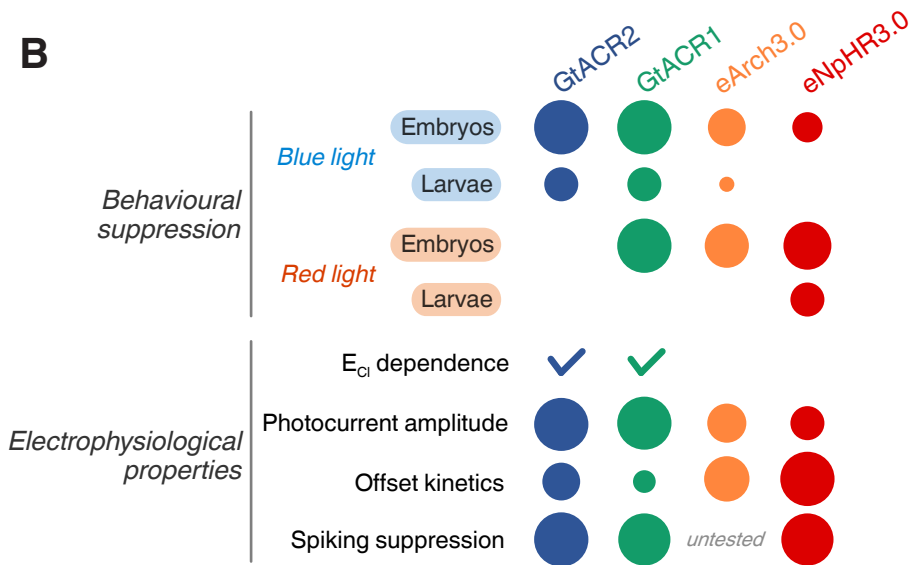 B
GtACR2
GtACR1
eArch3.0
eNpHR3.0
Behavioural
suppression
Blue light
Embryos
Larvae
Red light
Embryos
Larvae
Electrophysiological
properties
ECl dependence
Photocurrent amplitude
Offset kinetics
Spiking suppression
untested